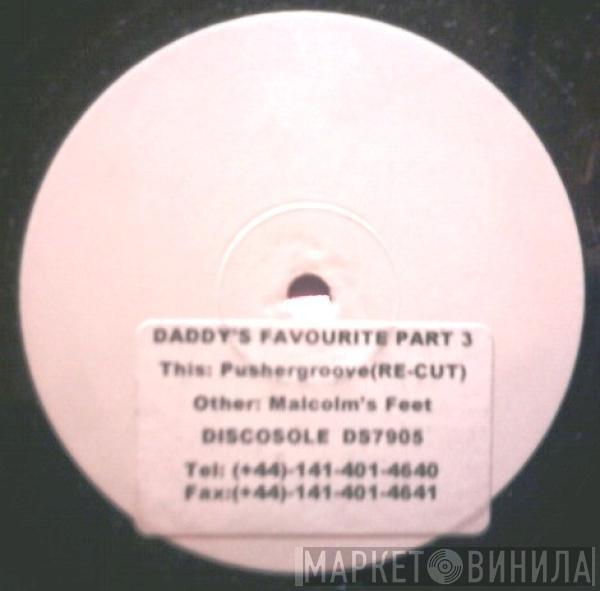 DADDY'S FAVOURITE PART 3
This: Pushergroove(RE-CUT)
Other: Malcolm's Feet
DISCOSOLE DS7905
Tel: (+44)-141-401-4640
Fax:(+44)-141-401-4641
МАРКЕТ ВИНИЛА